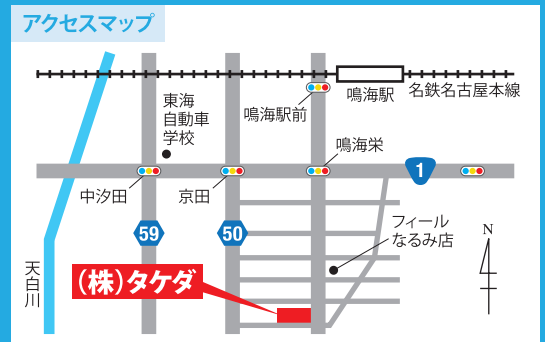 アクセスマップ
鳴海駅
名鉄名古屋本線
東海
自動車
学校
鳴海駅前
鳴海栄
1
中汐田
京田
フィール
なるみ店
59
50
N
天白川
(株)タケダ